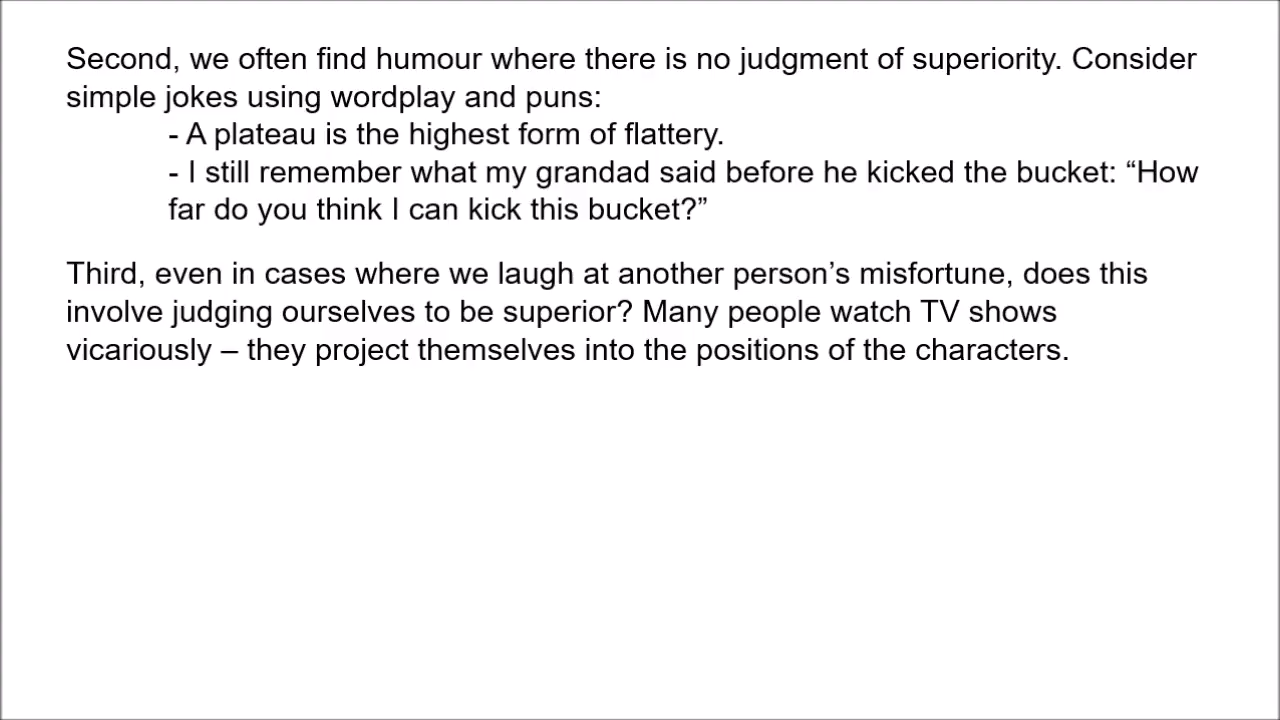 Second, we often find humour where there is no judgment of superiority. Consider
simple jokes using wordplay and puns:
- A plateau is the highest form of flattery.
- I still remember what my grandad said before he kicked the bucket: “How
far do you think I can kick this bucket?”
Third, even in cases where we laugh at another person’s misfortune, does this
involve judging ourselves to be superior? Many people watch TV shows
vicariously – they project themselves into the positions of the characters.